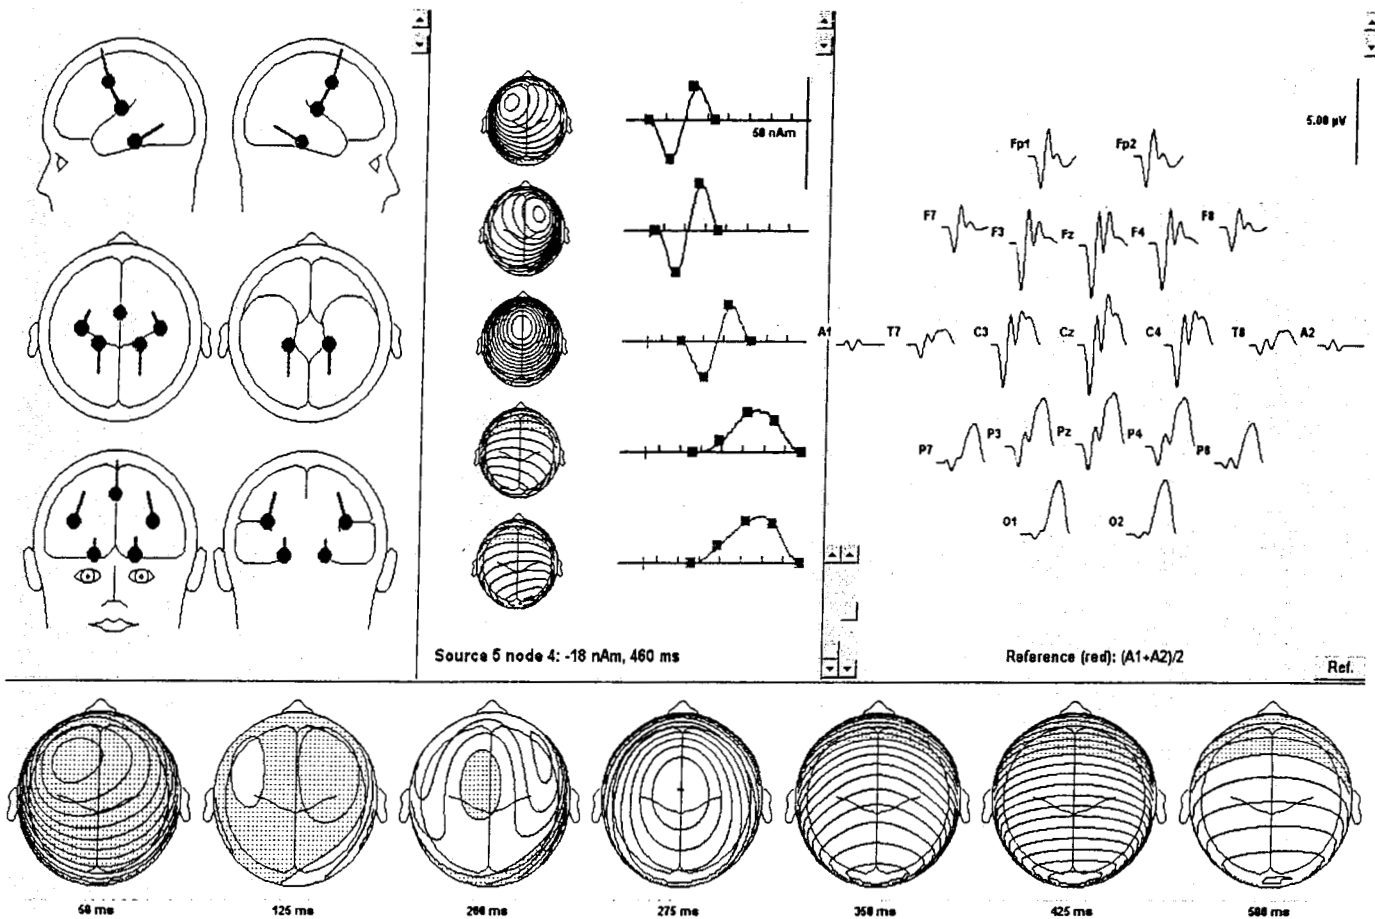 50 nAm
5.00 µV
Fp1 Fp2
F7 F3 Fz F4 F8
A1 T7 C3 Cz C4 T8 A2
P7 P3 Pz P4 P8
O1 O2
Source 5 node 4: -18 nAm, 460 ms
Reference (red): (A1+A2)/2
Ref.
50 ms 125 ms 200 ms 275 ms 350 ms 425 ms 500 ms